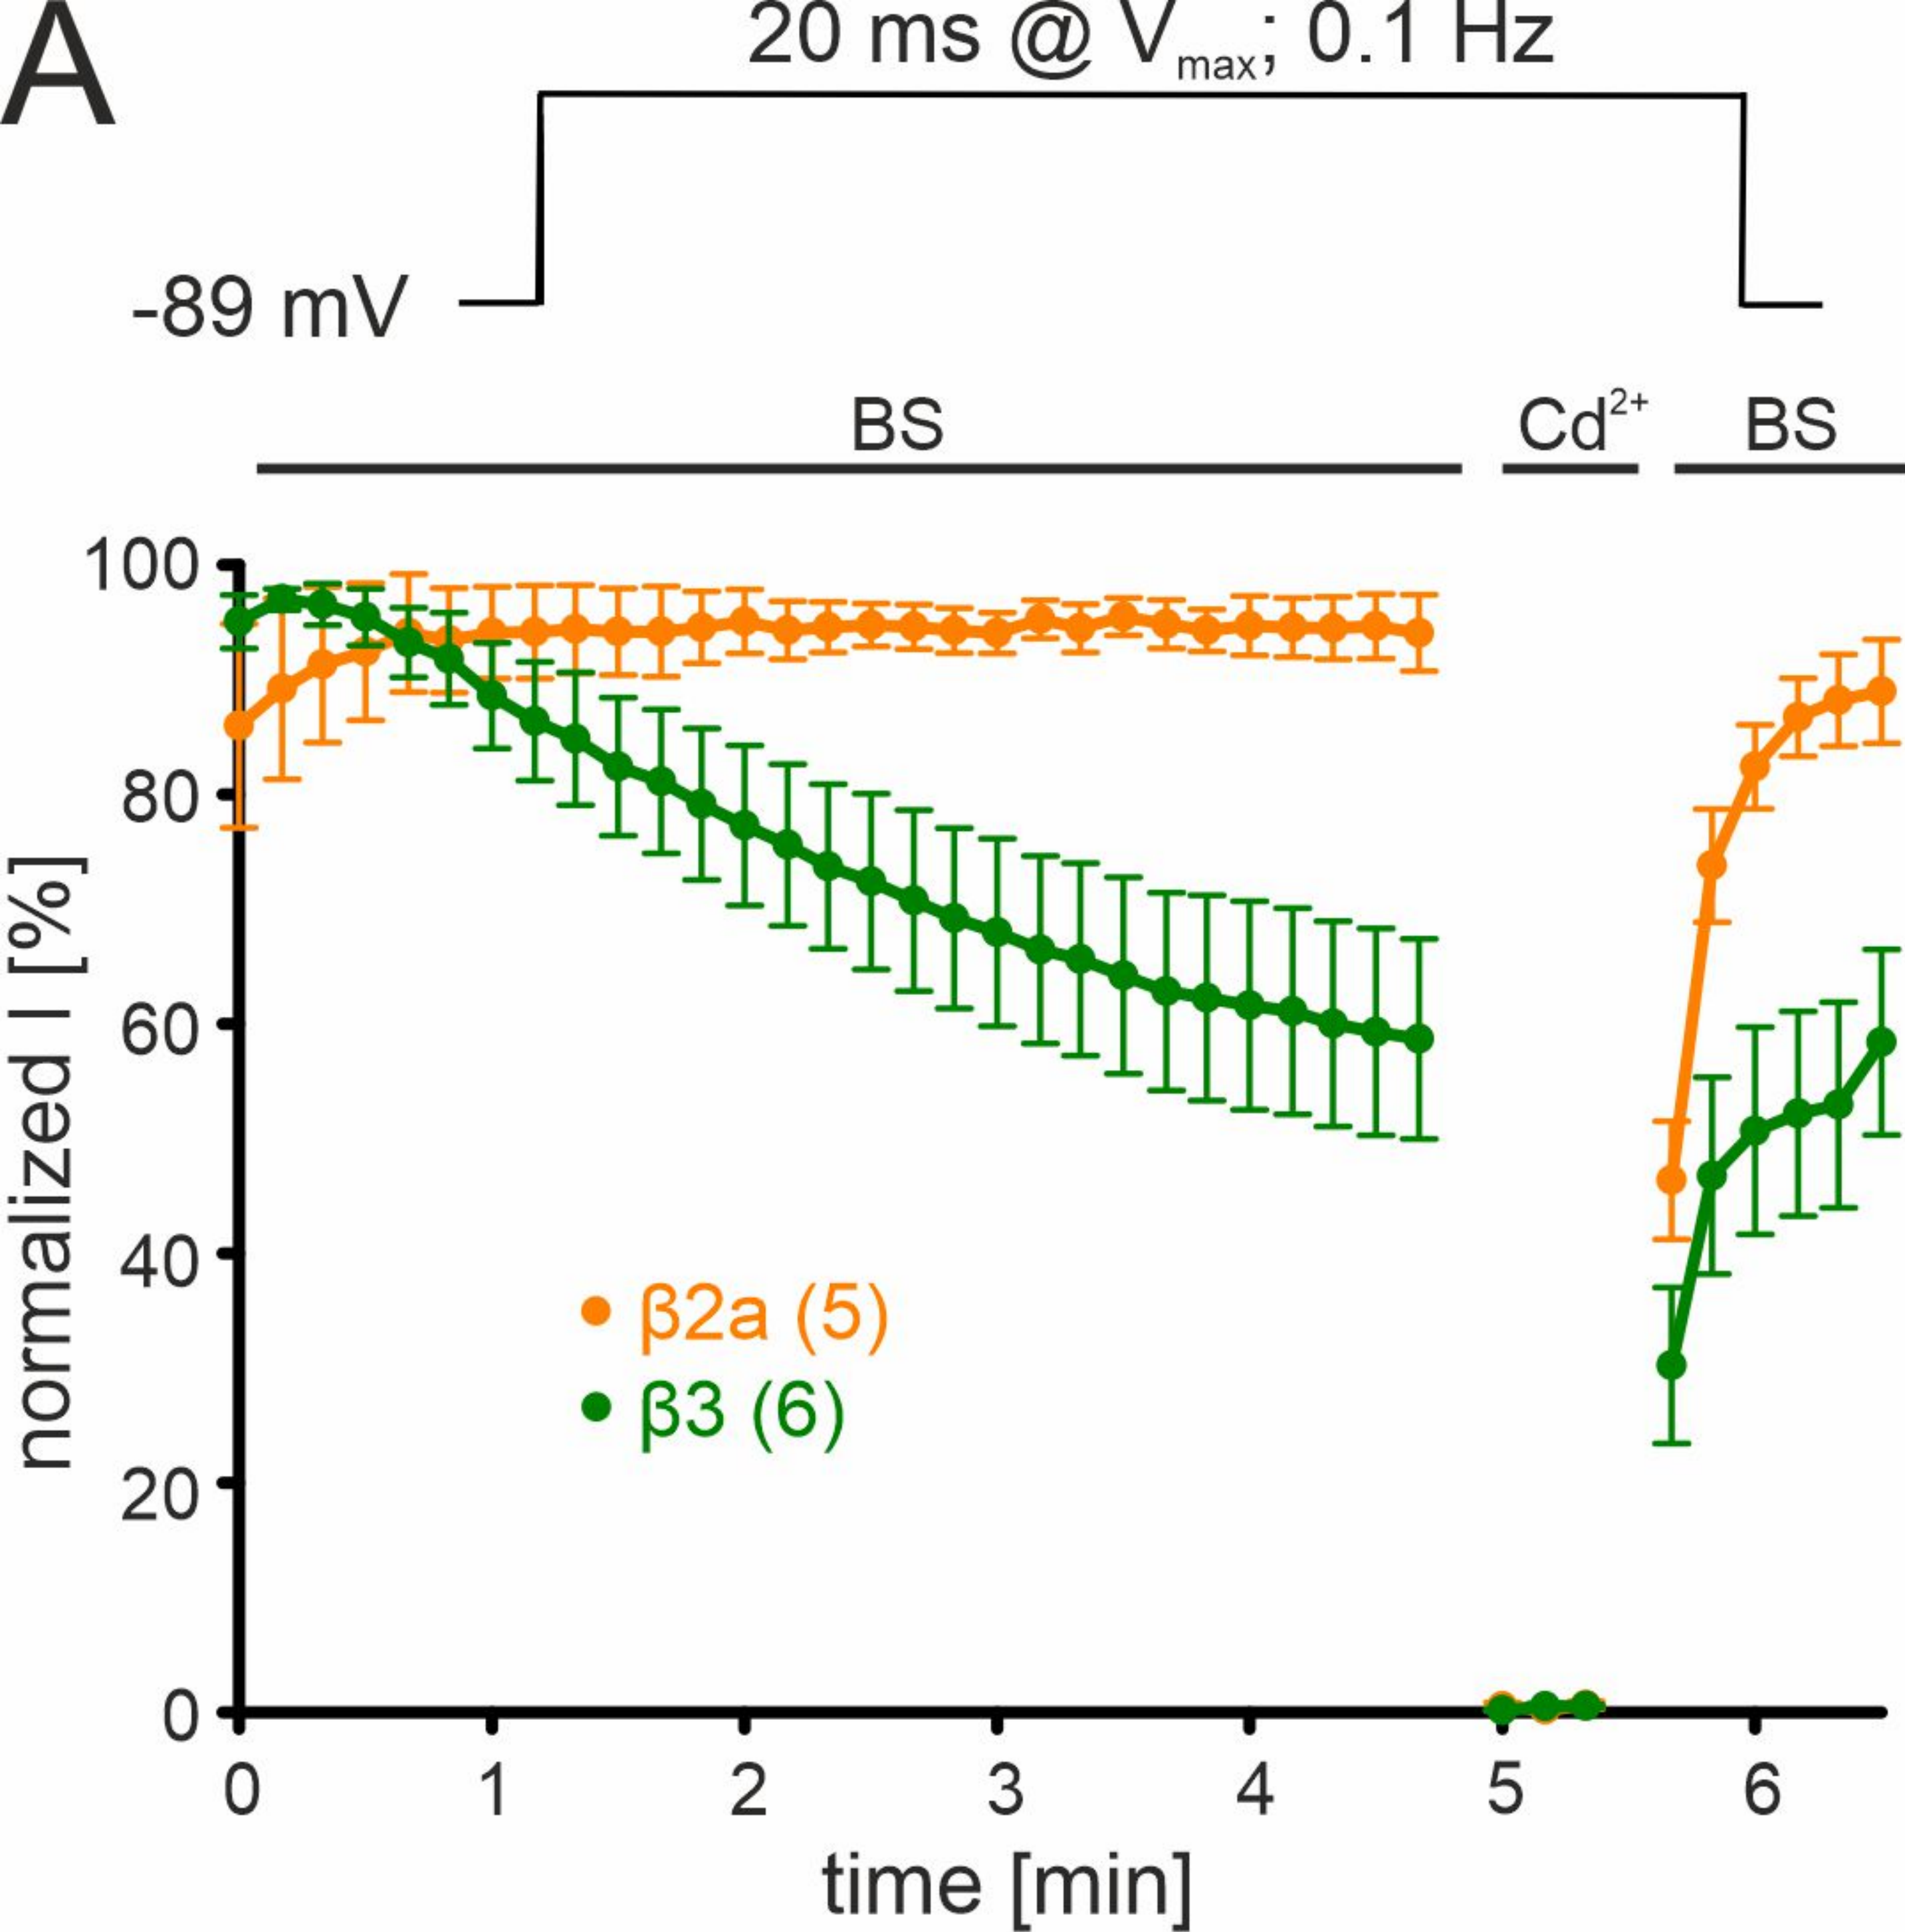 A
20 ms @ Vmax; 0.1 Hz
-89 mV
BS
Cd²⁺
BS
normalized I [%]
100
80
60
40
20
0
β2a (5)
β3 (6)
0 1 2 3 4 5 6
time [min]